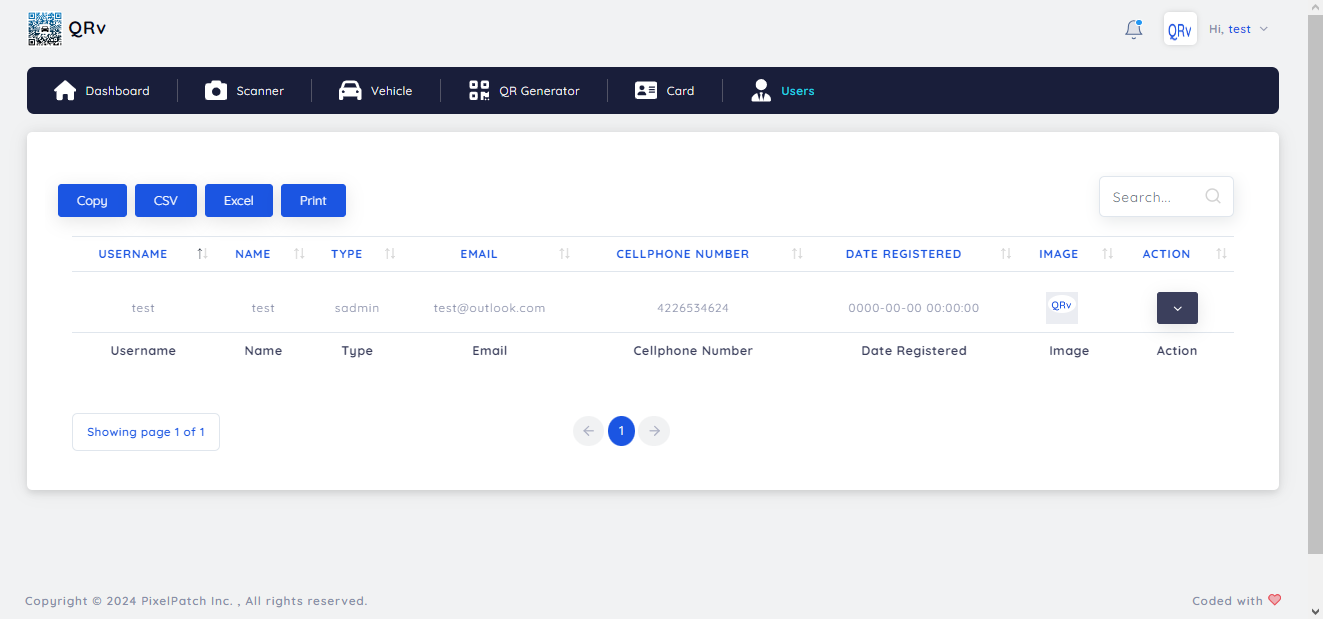 QRv
QRv Hi, test
Dashboard Scanner Vehicle QR Generator Card Users
Copy CSV Excel Print Search...
USERNAME NAME TYPE EMAIL CELLPHONE NUMBER DATE REGISTERED IMAGE ACTION
test test sadmin test@outlook.com 4226534624 0000-00-00 00:00:00 QRv
Username Name Type Email Cellphone Number Date Registered Image Action
Showing page 1 of 1 1
Copyright © 2024 PixelPatch Inc. , All rights reserved. Coded with